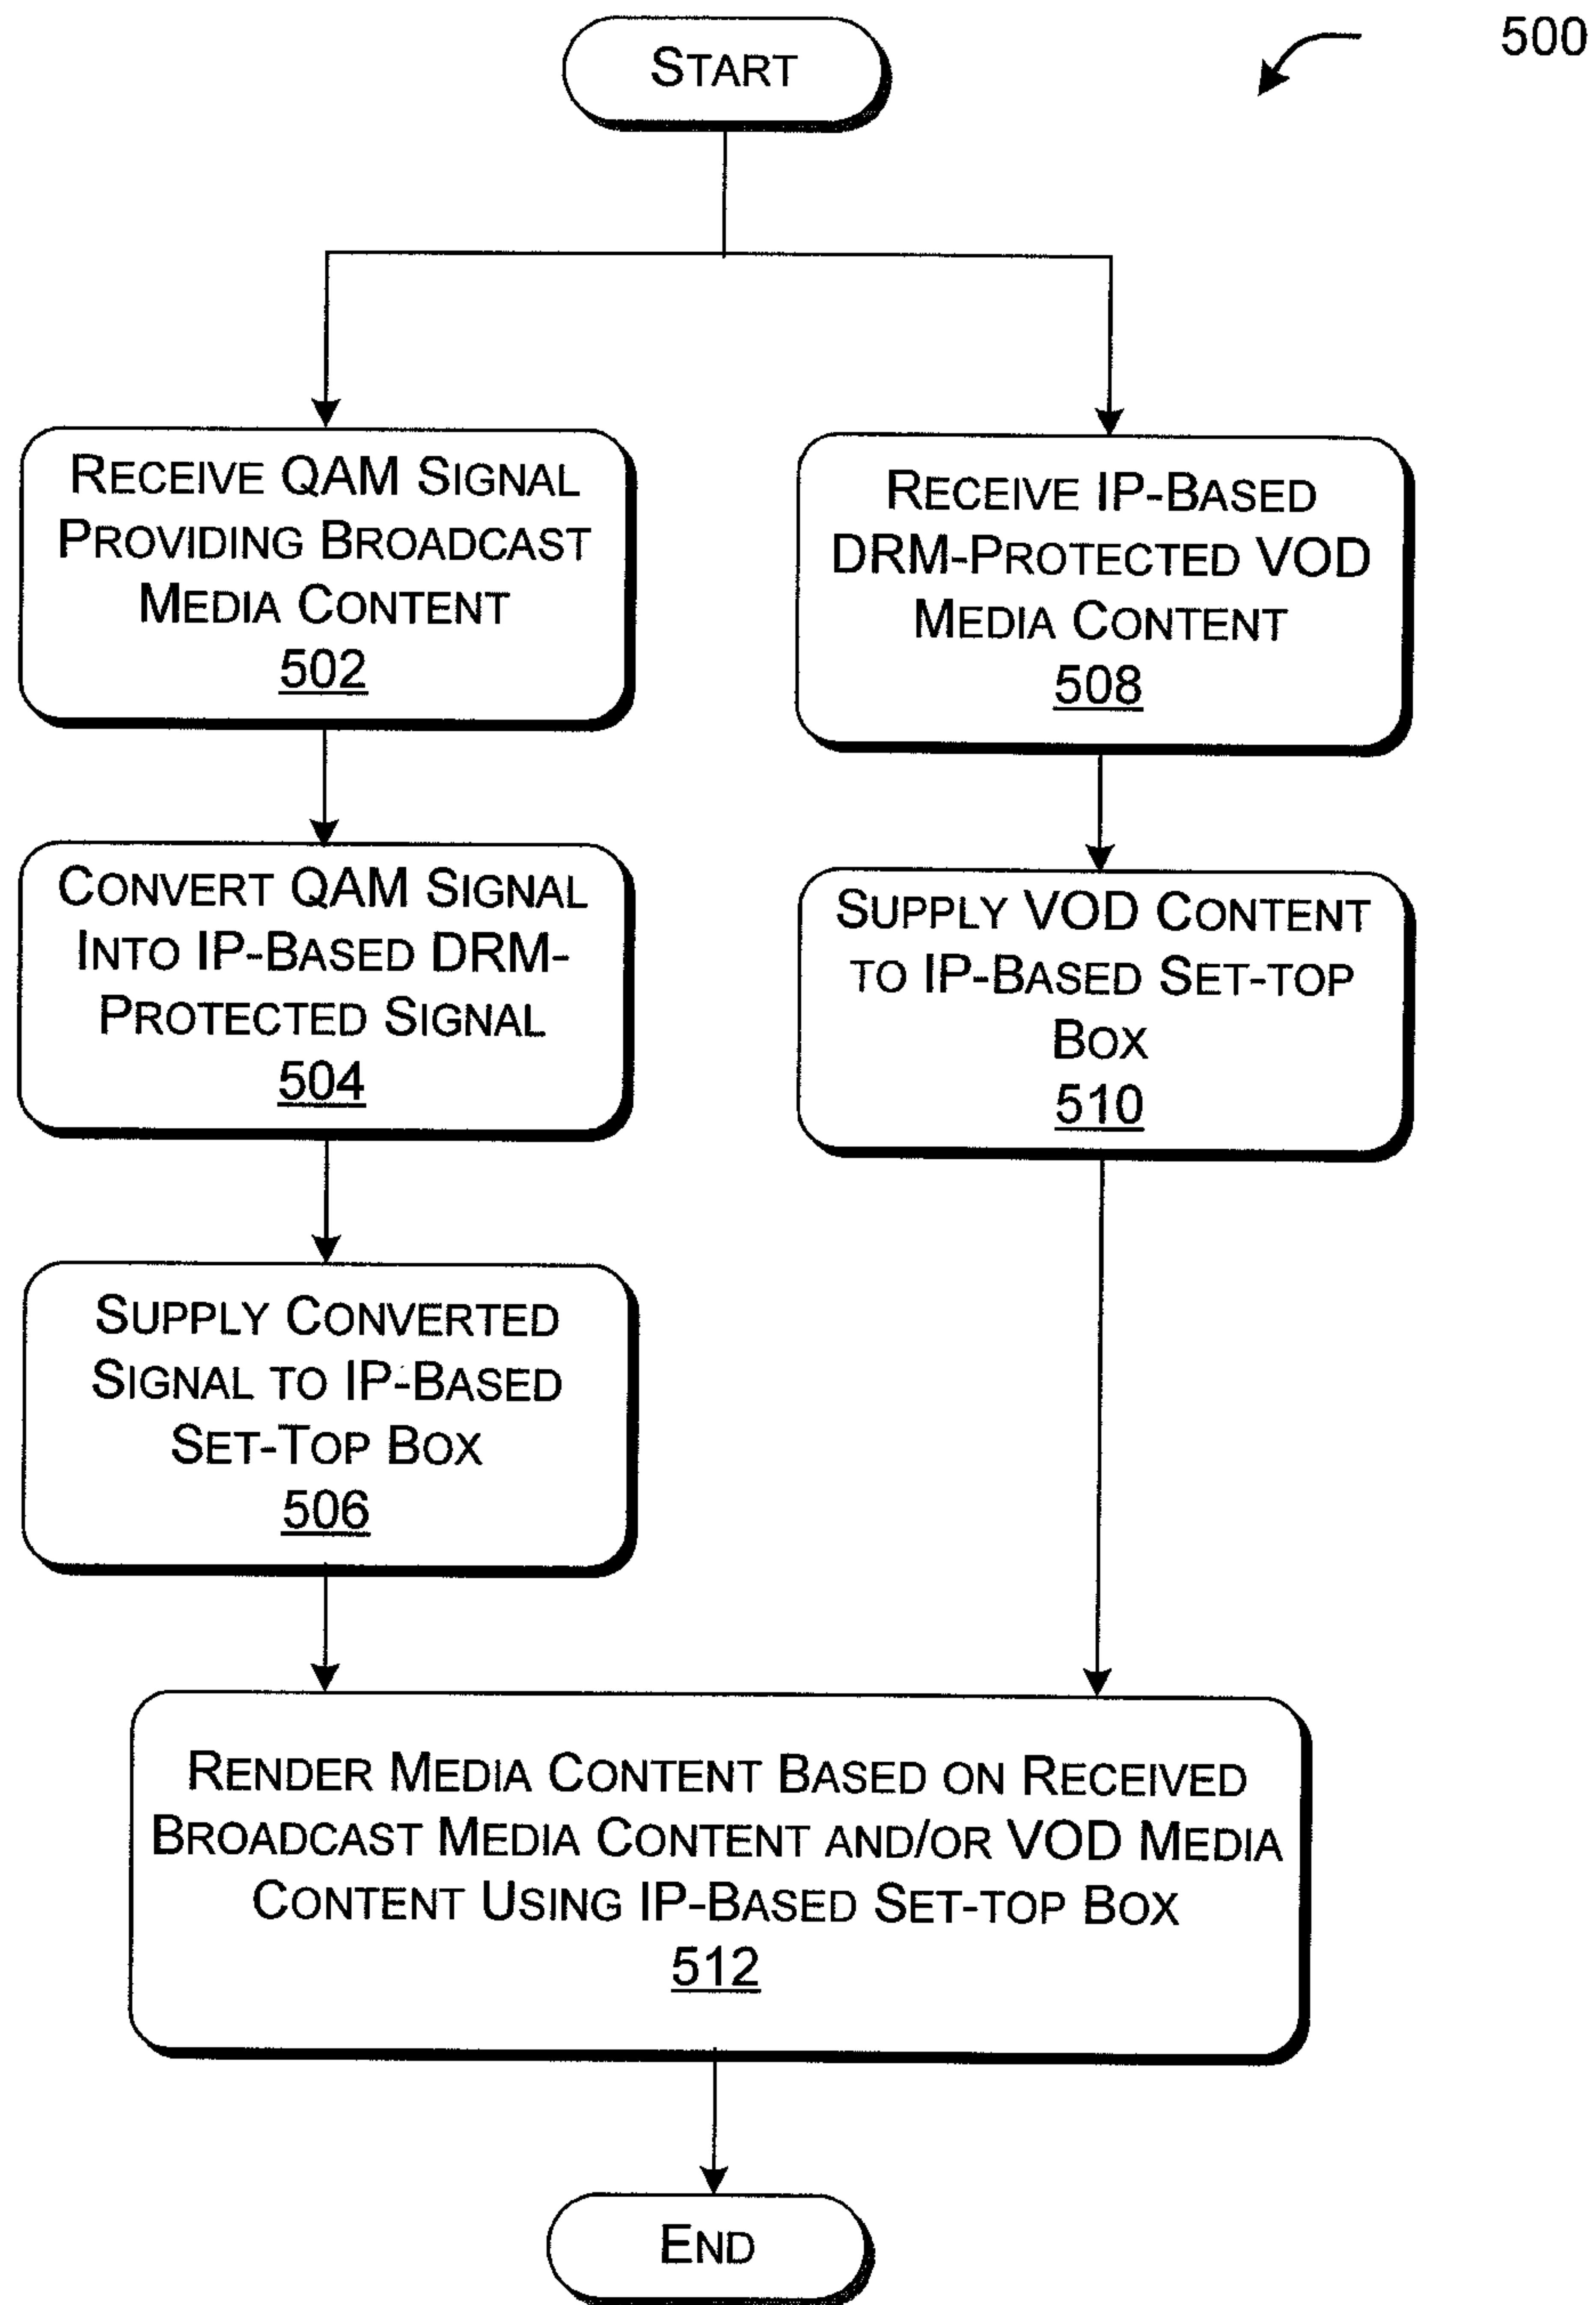 500
START
RECEIVE QAM SIGNAL
PROVIDING BROADCAST
MEDIA CONTENT
502
CONVERT QAM SIGNAL
INTO IP-BASED DRM-
PROTECTED SIGNAL
504
SUPPLY CONVERTED
SIGNAL TO IP-BASED
SET-TOP BOX
506
RECEIVE IP-BASED
DRM-PROTECTED VOD
MEDIA CONTENT
508
SUPPLY VOD CONTENT
TO IP-BASED SET-TOP
BOX
510
RENDER MEDIA CONTENT BASED ON RECEIVED
BROADCAST MEDIA CONTENT AND/OR VOD MEDIA
CONTENT USING IP-BASED SET-TOP BOX
512
END